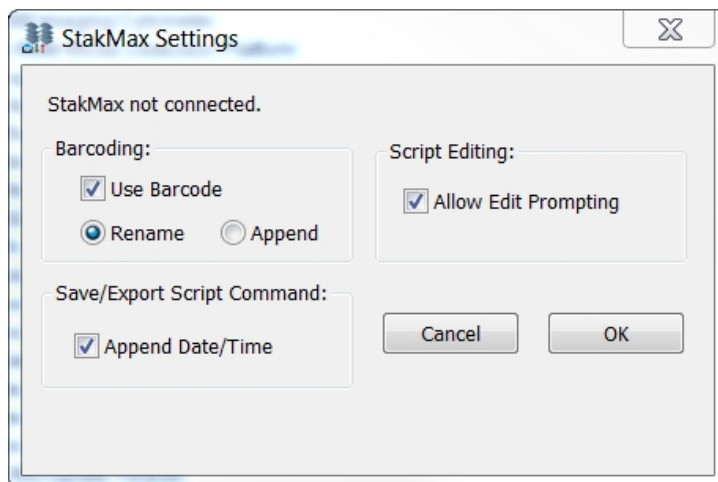 StakMax Settings
StakMax not connected.
Barcoding:
Use Barcode
Rename Append
Script Editing:
Allow Edit Prompting
Save/Export Script Command:
Append Date/Time
Cancel OK